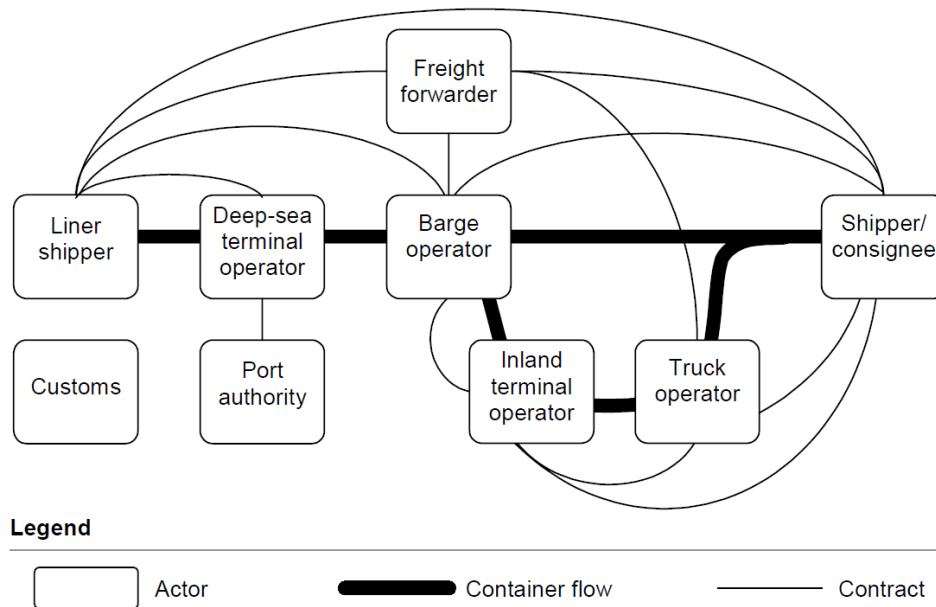 Freight
forwarder
Liner
shipper
Deep-sea
terminal
operator
Barge
operator
Shipper/
consignee
Customs
Port
authority
Inland
terminal
operator
Truck
operator
Legend
Actor
Container flow
Contract